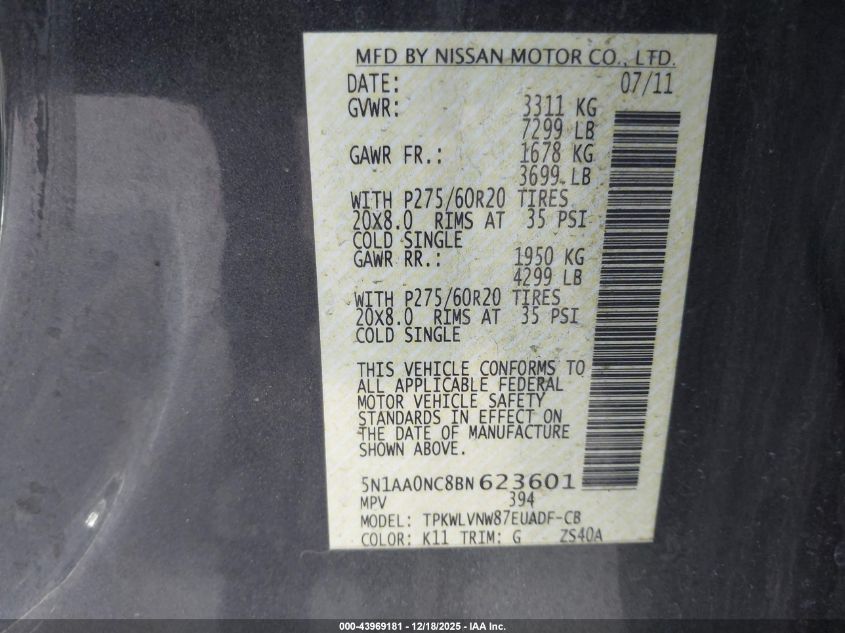 MFD BY NISSAN MOTOR CO., LTD.
DATE: 07/11
GVWR: 3311 KG
7299 LB
GAWR FR.: 1678 KG
3699 LB
WITH P275/60R20 TIRES
20X8.0 RIMS AT 35 PSI
COLD SINGLE
GAWR RR.: 1950 KG
4299 LB
WITH P275/60R20 TIRES
20X8.0 RIMS AT 35 PSI
COLD SINGLE
THIS VEHICLE CONFORMS TO
ALL APPLICABLE FEDERAL
MOTOR VEHICLE SAFETY
STANDARDS IN EFFECT ON
THE DATE OF MANUFACTURE
SHOWN ABOVE.
5N1AA0NC8BN623601
MPV 394
MODEL: TPKWLVNW87EUADF-CB
COLOR: K11 TRIM: G ZS40A
000-43969181 - 12/18/2025 - IAA Inc.